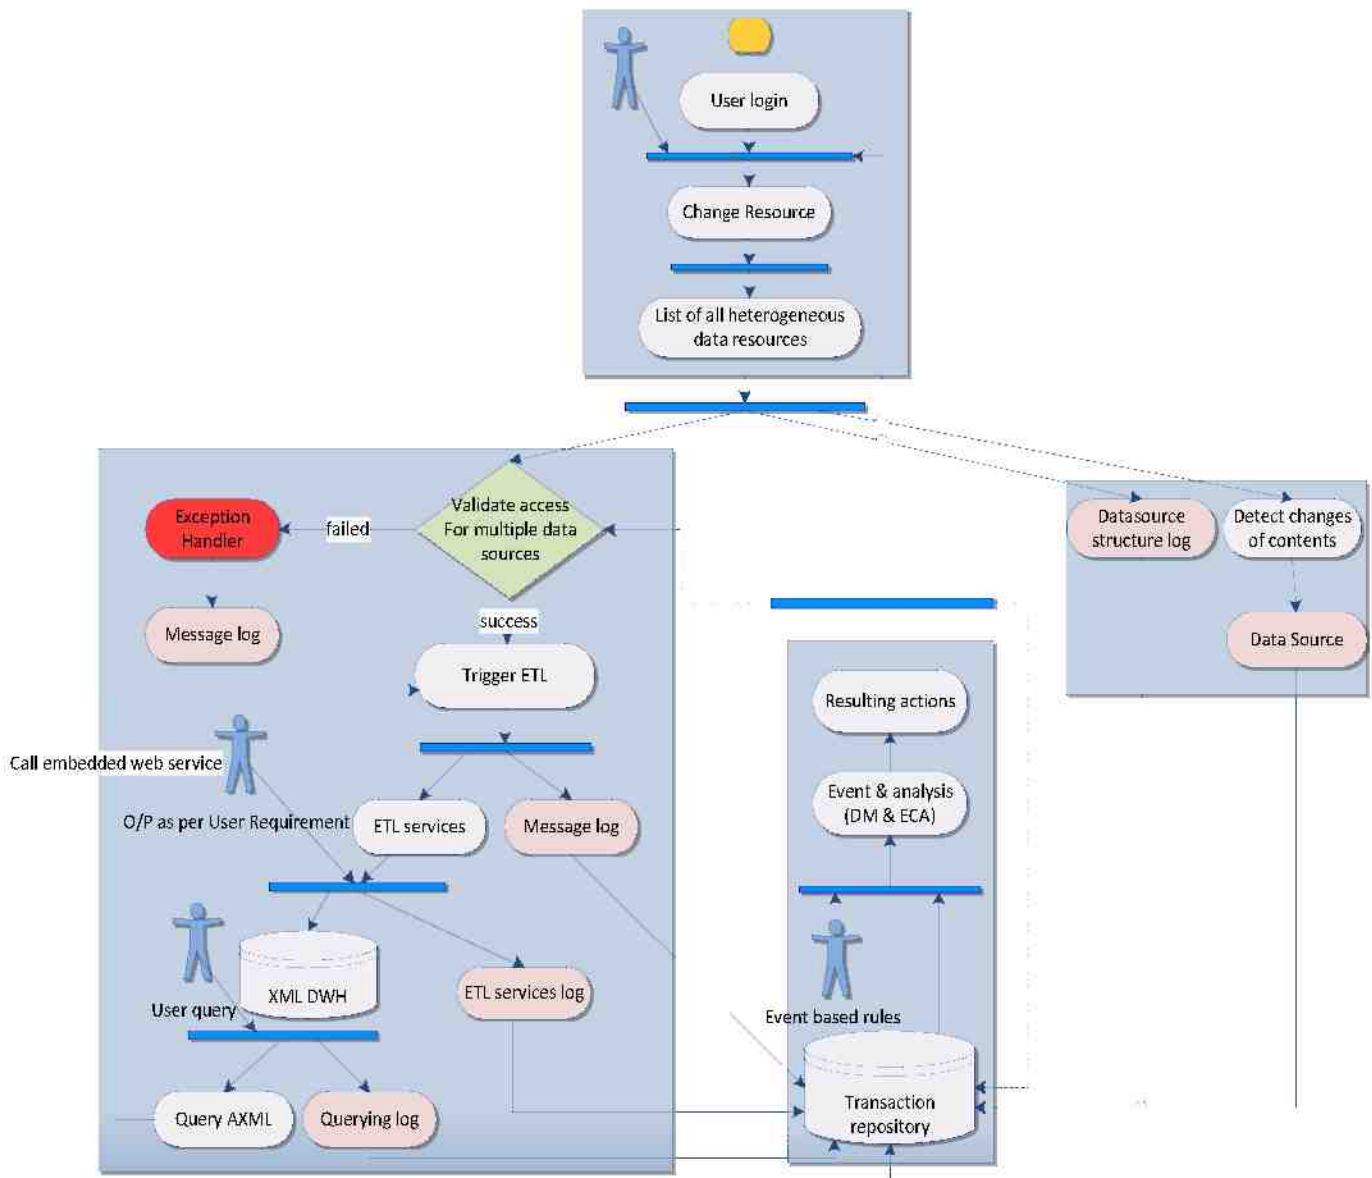 User login
Change Resource
List of all heterogeneous
data resources
Validate access
For multiple data
sources
failed
Exception
Handler
Message log
success
Trigger ETL
Call embedded web service
O/P as per User Requirement
ETL services
Message log
XML DWH
ETL services log
User query
Query AXML
Querying log
Datasource
structure log
Detect changes
of contents
Data Source
Resulting actions
Event & analysis
(DM & ECA)
Event based rules
Transaction
repository